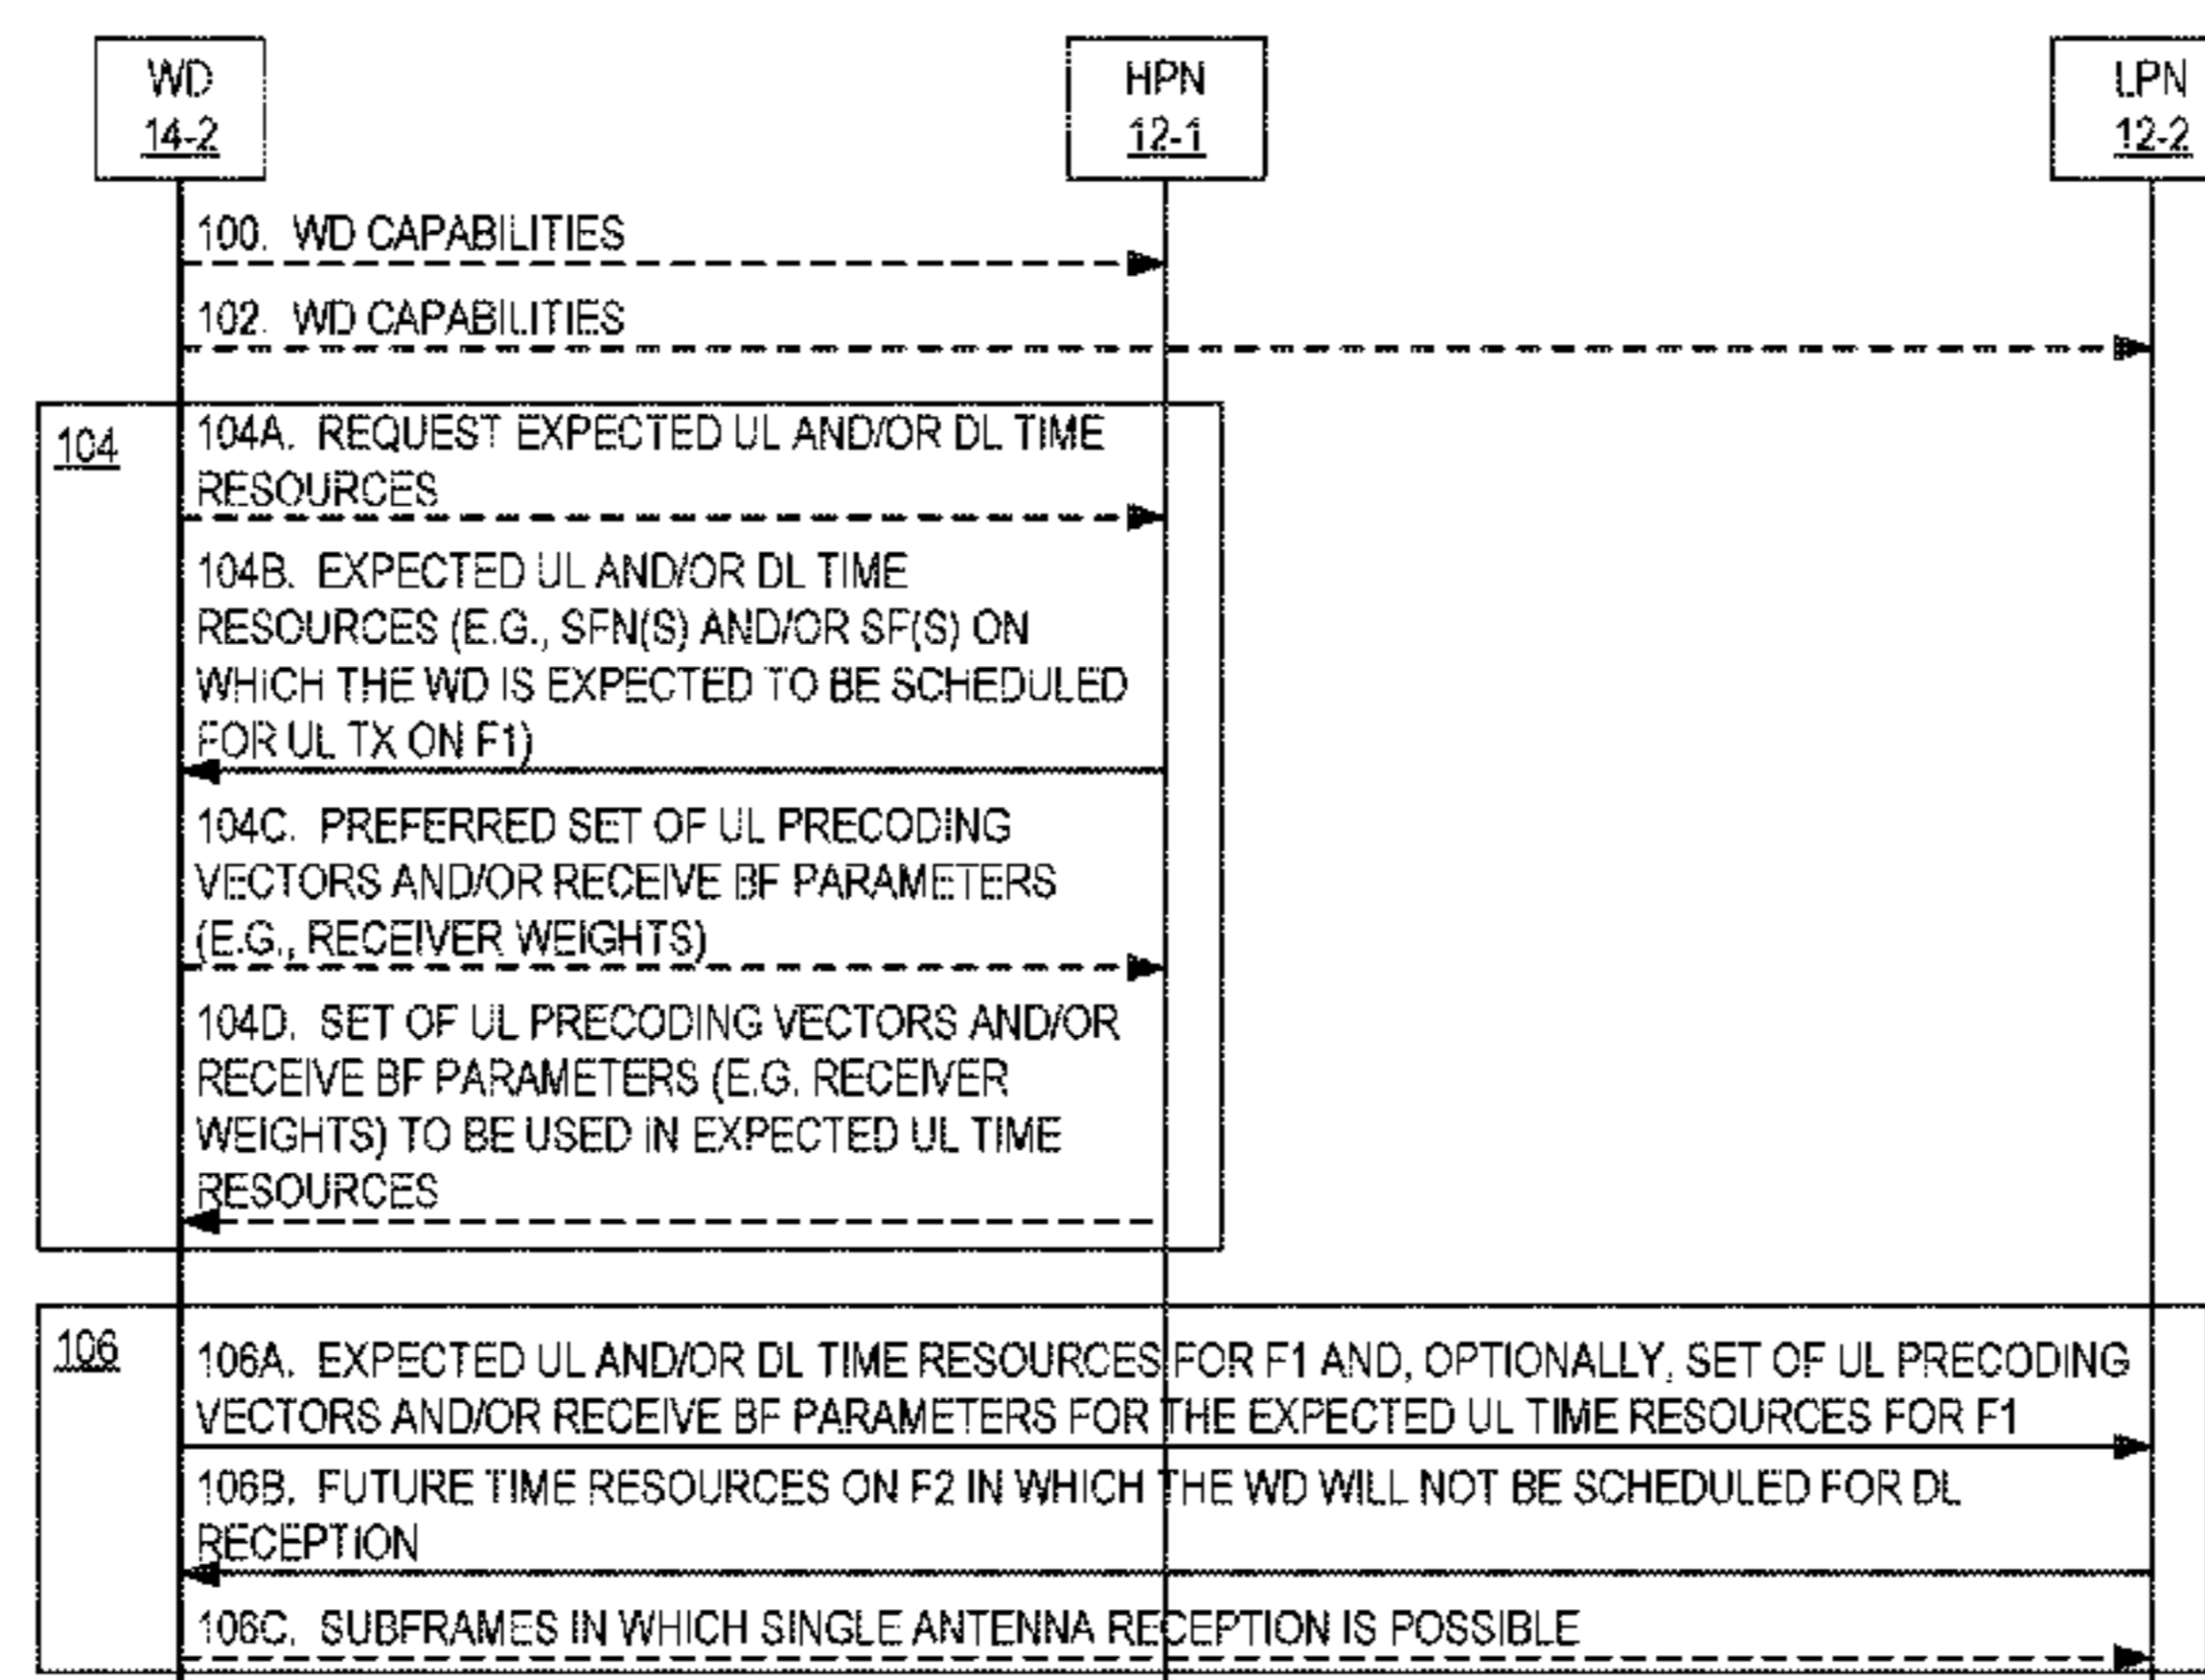 WD
14-2
HPN
12-1
LPN
12-2
100. WD CAPABILITIES
102. WD CAPABILITIES
104
104A. REQUEST EXPECTED UL AND/OR DL TIME
RESOURCES
104B. EXPECTED UL AND/OR DL TIME
RESOURCES (E.G., SFN(S) AND/OR SF(S) ON
WHICH THE WD IS EXPECTED TO BE SCHEDULED
FOR UL TX ON F1)
104C. PREFERRED SET OF UL PRECODING
VECTORS AND/OR RECEIVE BF PARAMETERS
(E.G., RECEIVER WEIGHTS)
104D. SET OF UL PRECODING VECTORS AND/OR
RECEIVE BF PARAMETERS (E.G. RECEIVER
WEIGHTS) TO BE USED IN EXPECTED UL TIME
RESOURCES
106
106A. EXPECTED UL AND/OR DL TIME RESOURCES FOR F1 AND, OPTIONALLY, SET OF UL PRECODING
VECTORS AND/OR RECEIVE BF PARAMETERS FOR THE EXPECTED UL TIME RESOURCES FOR F1
106B. FUTURE TIME RESOURCES ON F2 IN WHICH THE WD WILL NOT BE SCHEDULED FOR DL
RECEPTION
106C. SUBFRAMES IN WHICH SINGLE ANTENNA RECEPTION IS POSSIBLE